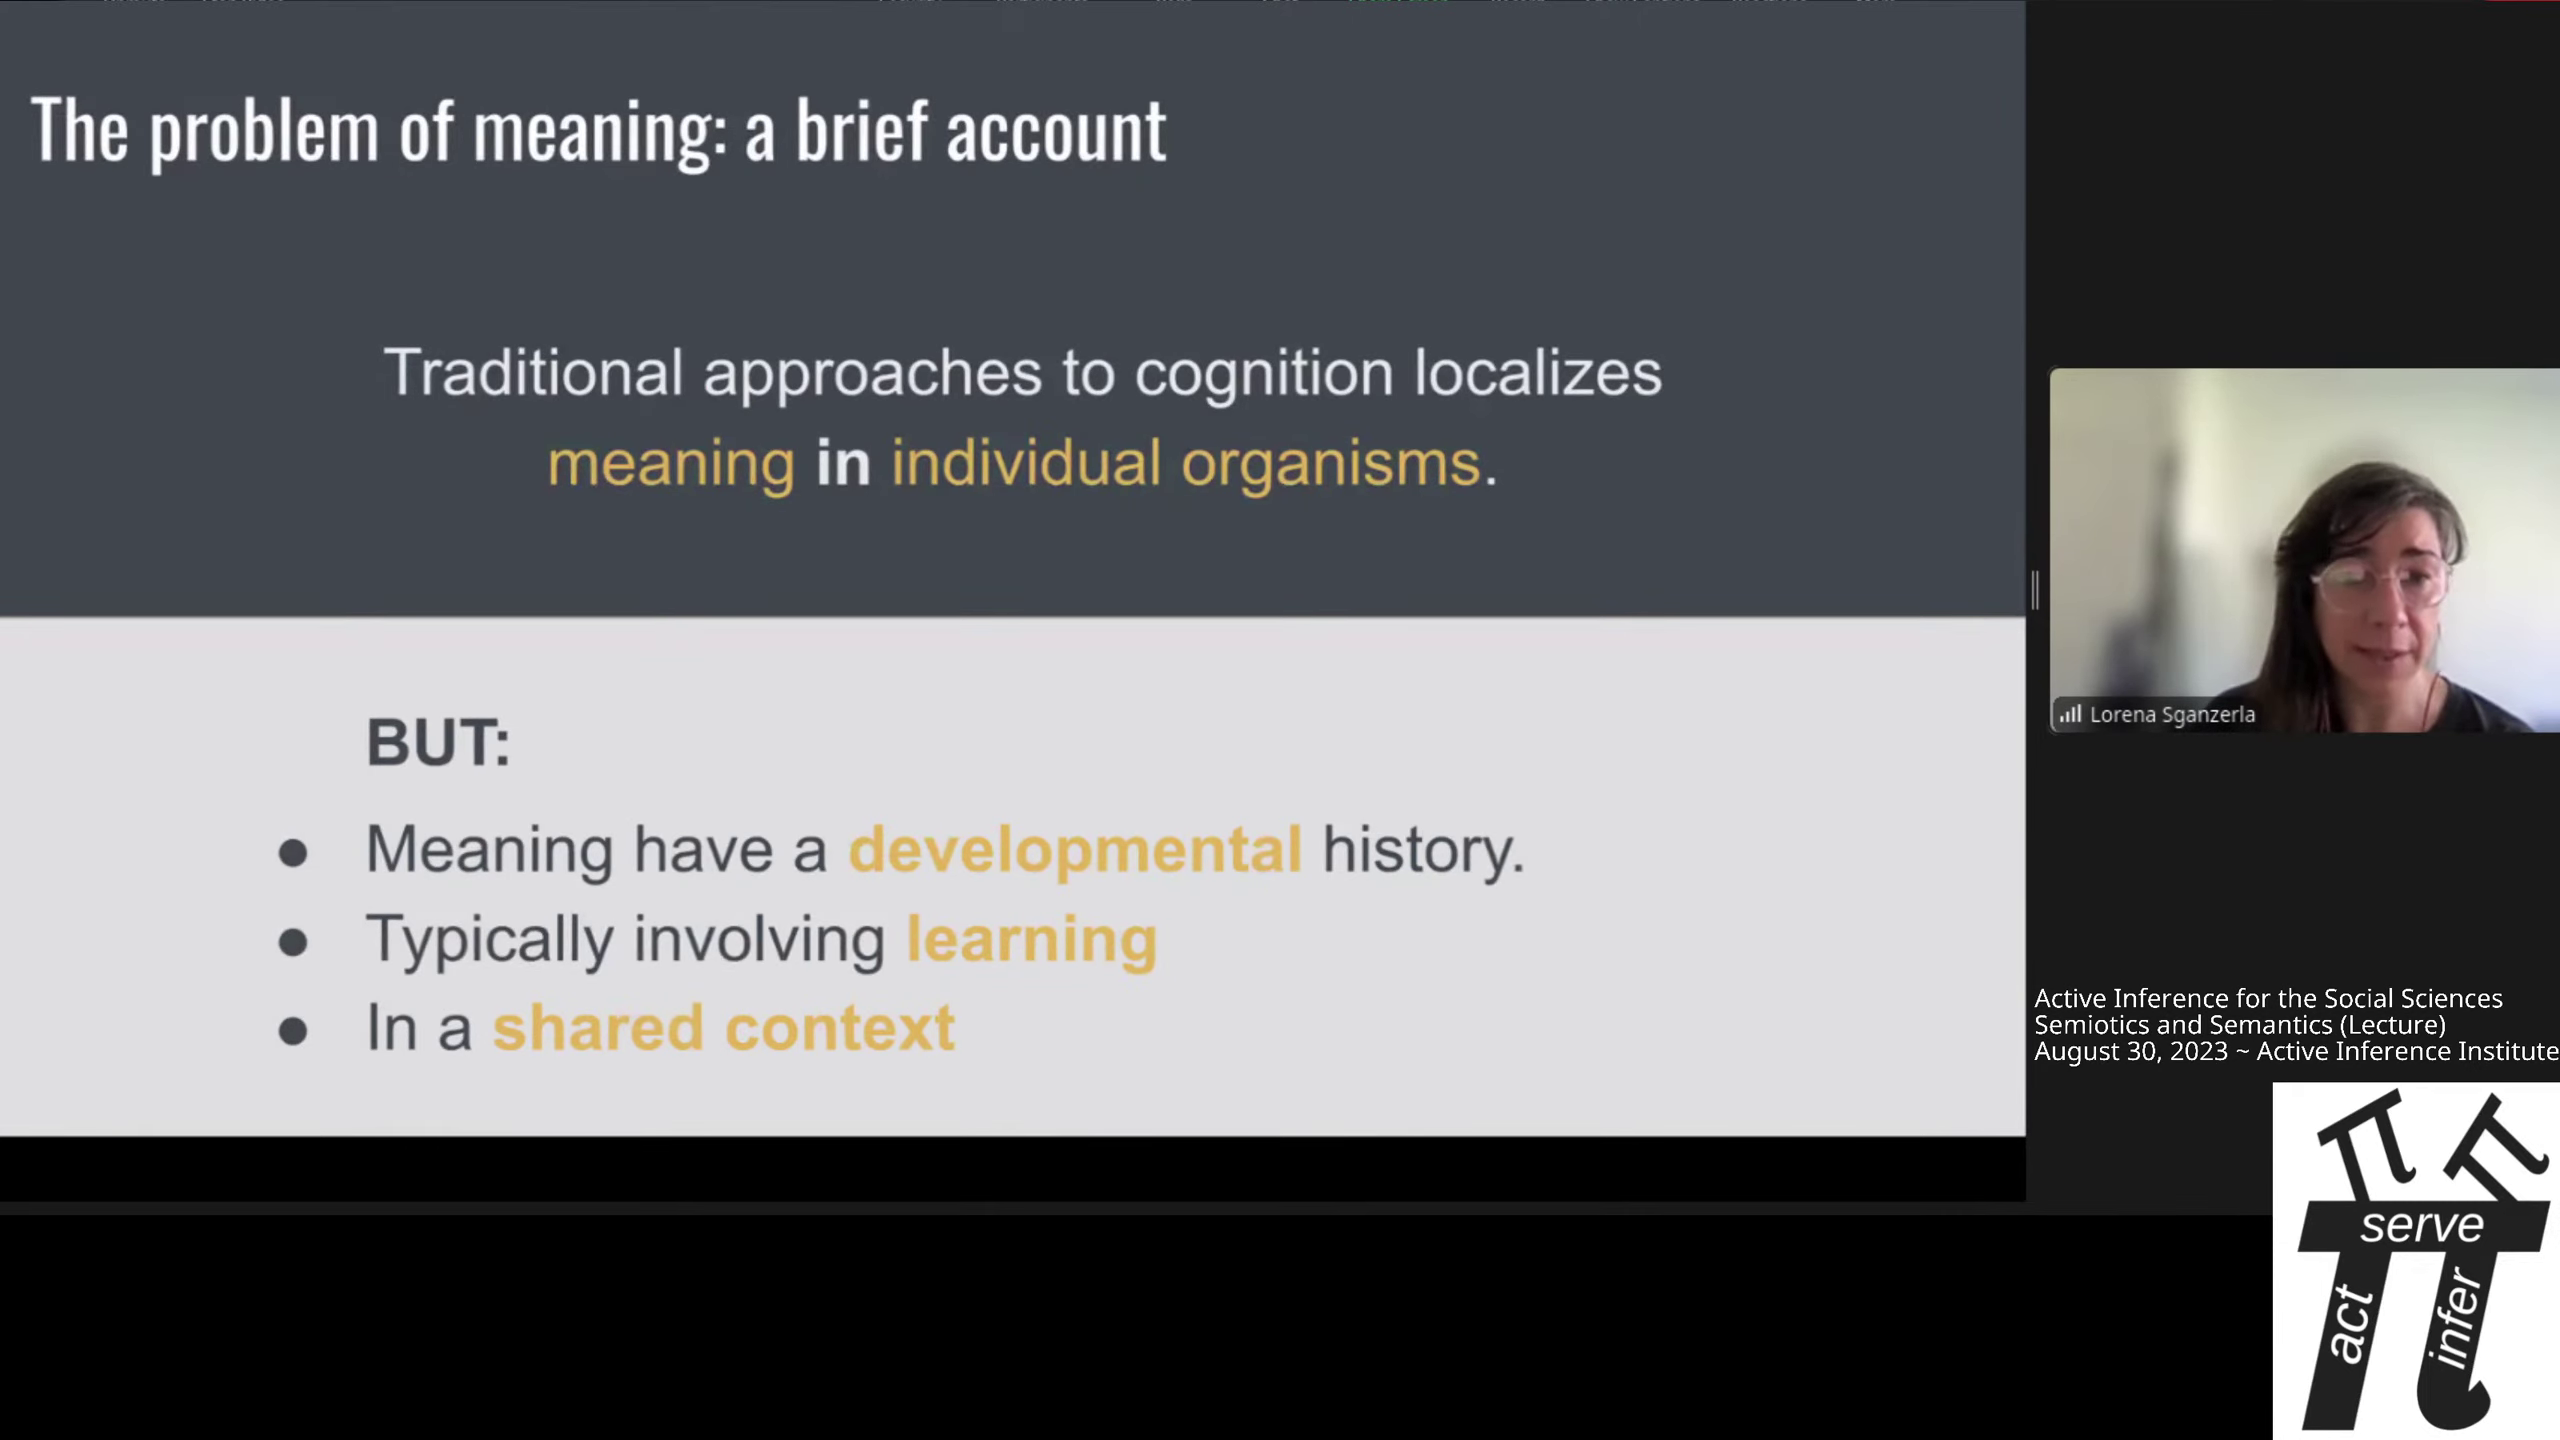 The problem of meaning: a brief account
Traditional approaches to cognition localizes
meaning in individual organisms.
BUT:
● Meaning have a developmental history.
● Typically involving learning
● In a shared context
Lorena Sganzerla
Active Inference for the Social Sciences
Semiotics and Semantics (Lecture)
August 30, 2023 ~ Active Inference Institute
serve
act
infer